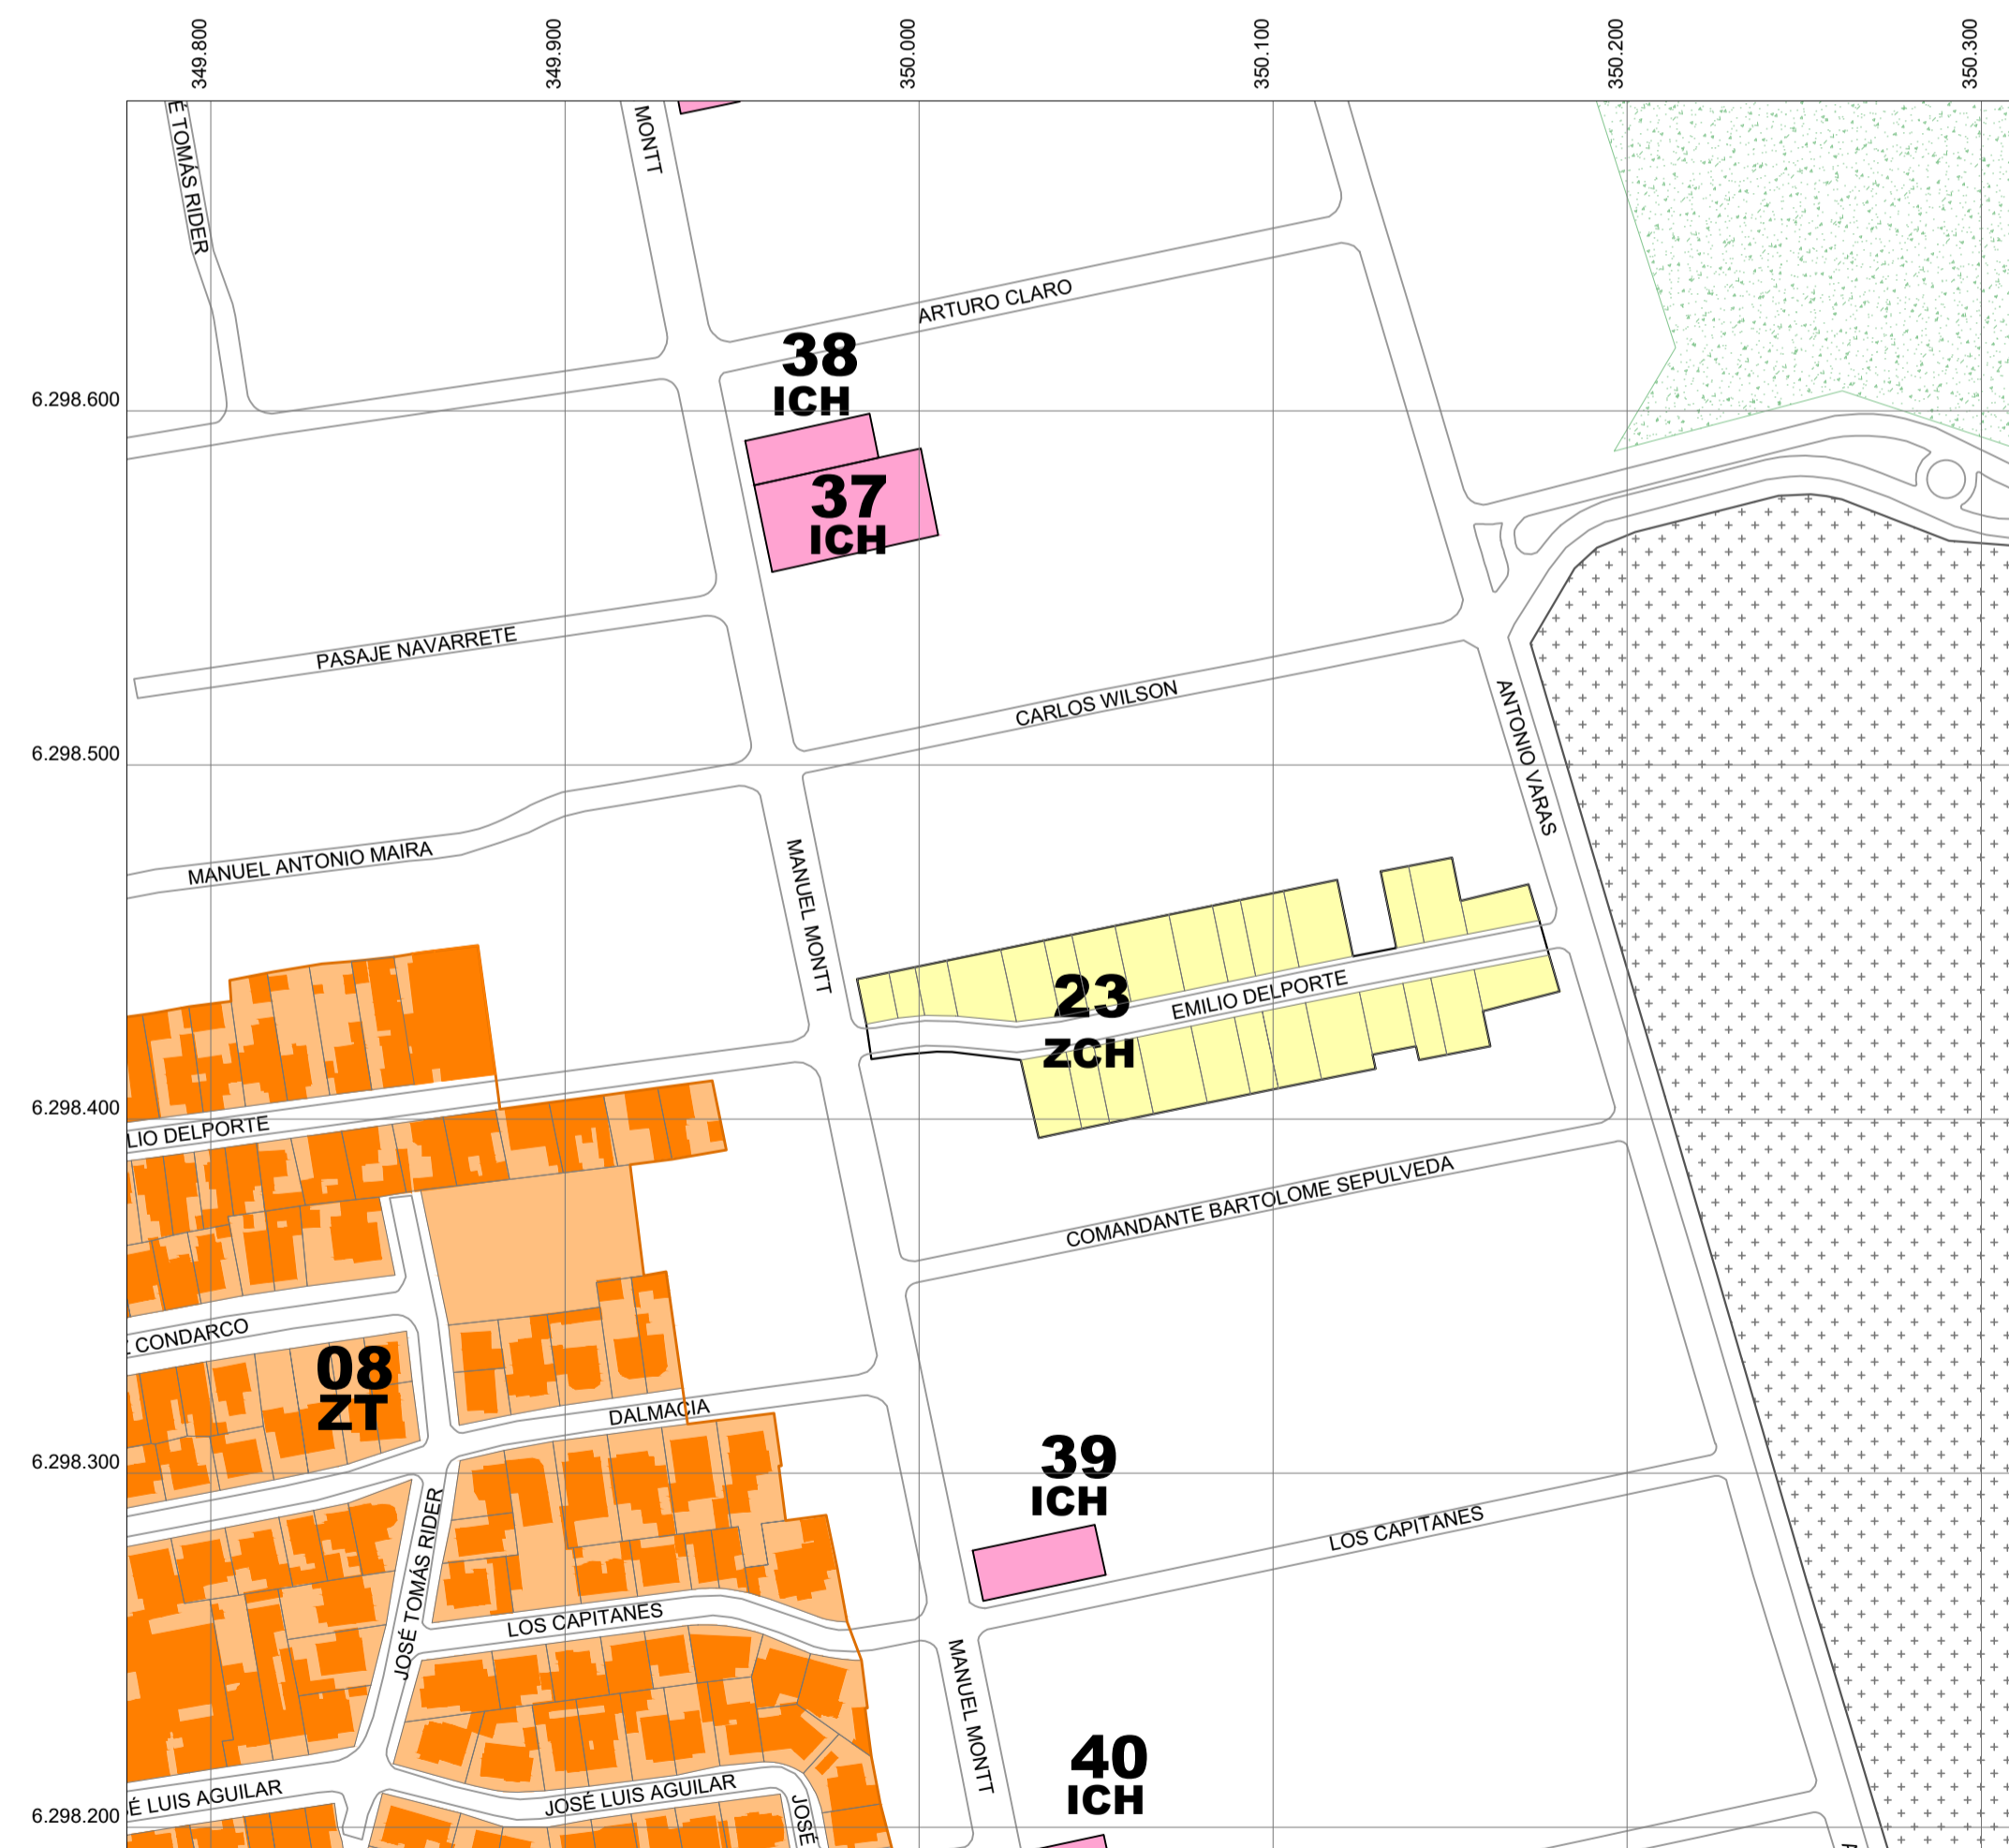 349.800
349.900
350.000
350.100
350.200
350.300
É TOMÁS RIDER
MONTT
ARTURO CLARO
38
ICH
6.298.600
37
ICH
PASAJE NAVARRETE
CARLOS WILSON
ANTONIO VARAS
6.298.500
MANUEL ANTONIO MAIRA
MANUEL MONTT
23
ZCH
EMILIO DELPORTE
6.298.400
LIO DELPORTE
COMANDANTE BARTOLOME SEPULVEDA
CONDARCO
08
ZT
DALMACIA
39
ICH
6.298.300
LOS CAPITANES
JOSÉ TOMÁS RIDER
LOS CAPITANES
MANUEL MONTT
40
ICH
É LUIS AGUILAR
JOSÉ LUIS AGUILAR
JOSÉ
6.298.200